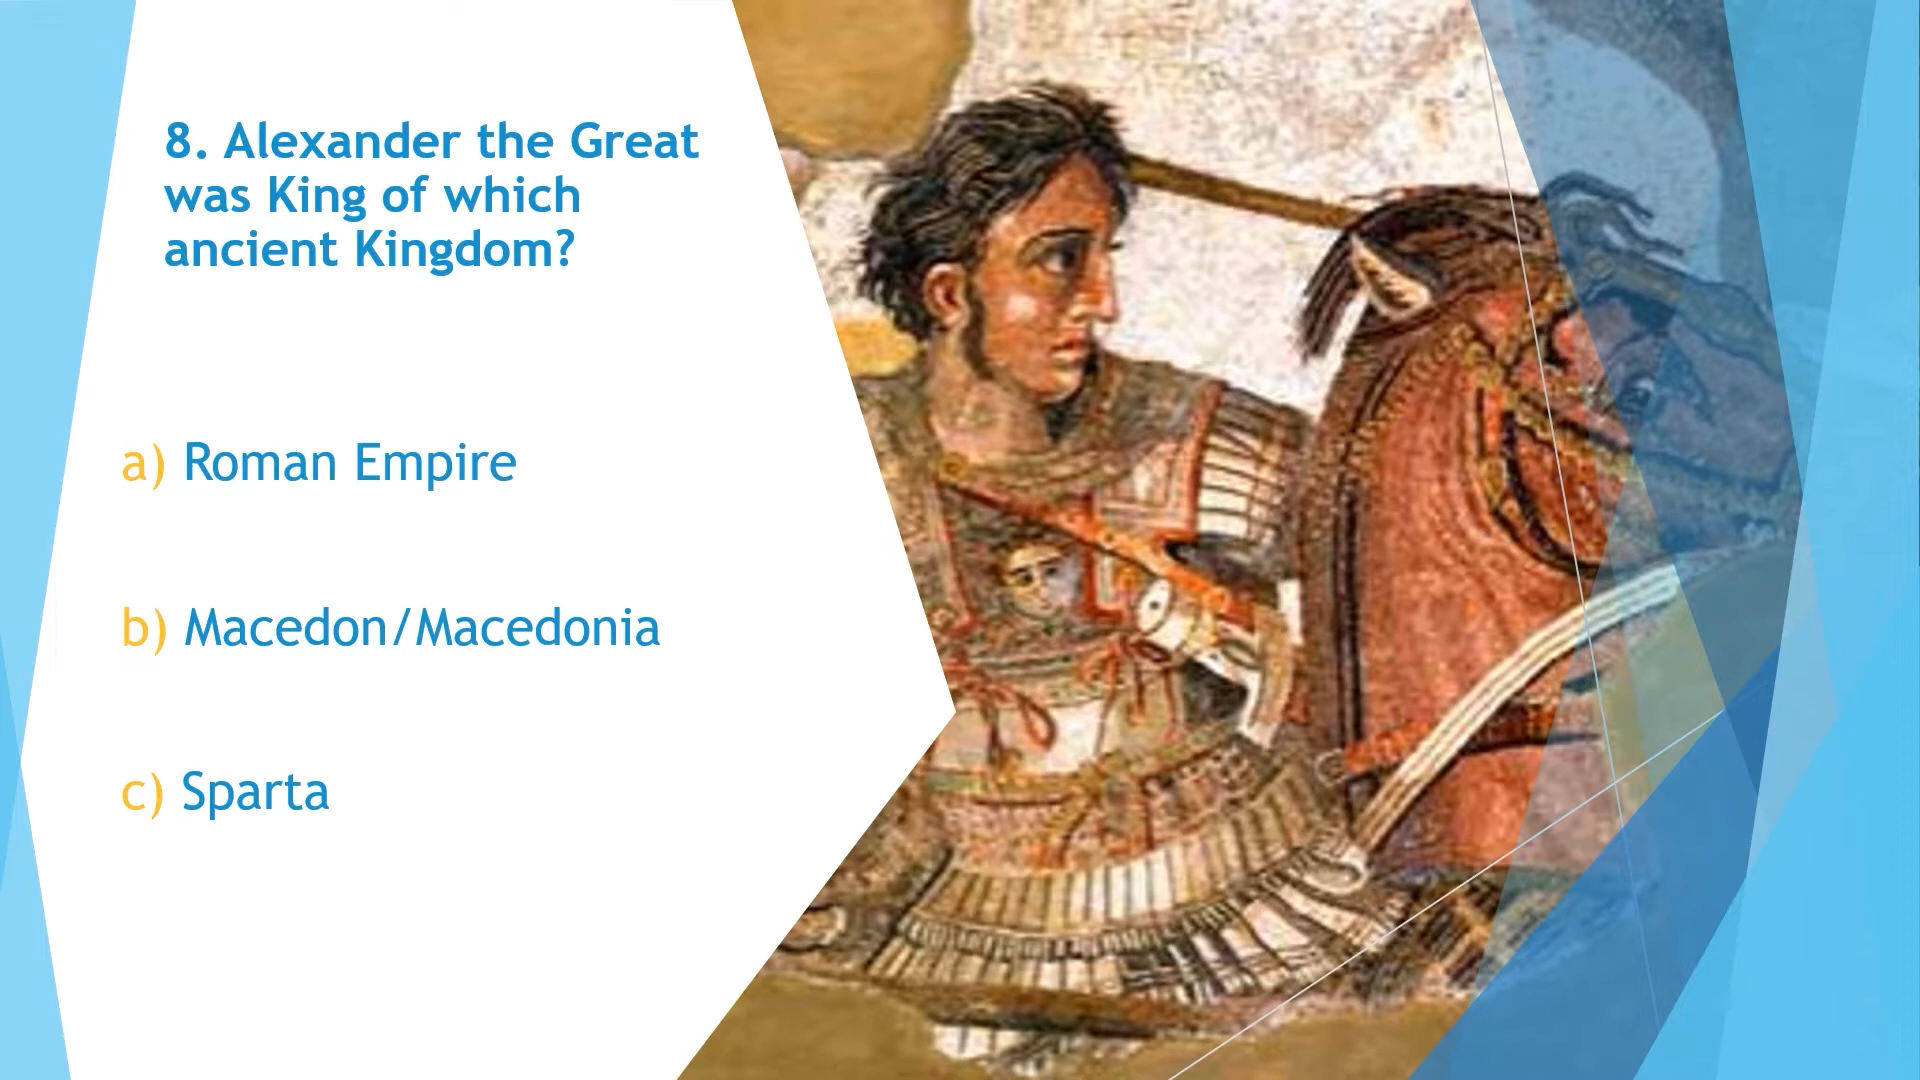 8. Alexander the Great
was King of which
ancient Kingdom?
a) Roman Empire
b) Macedon/Macedonia
c) Sparta